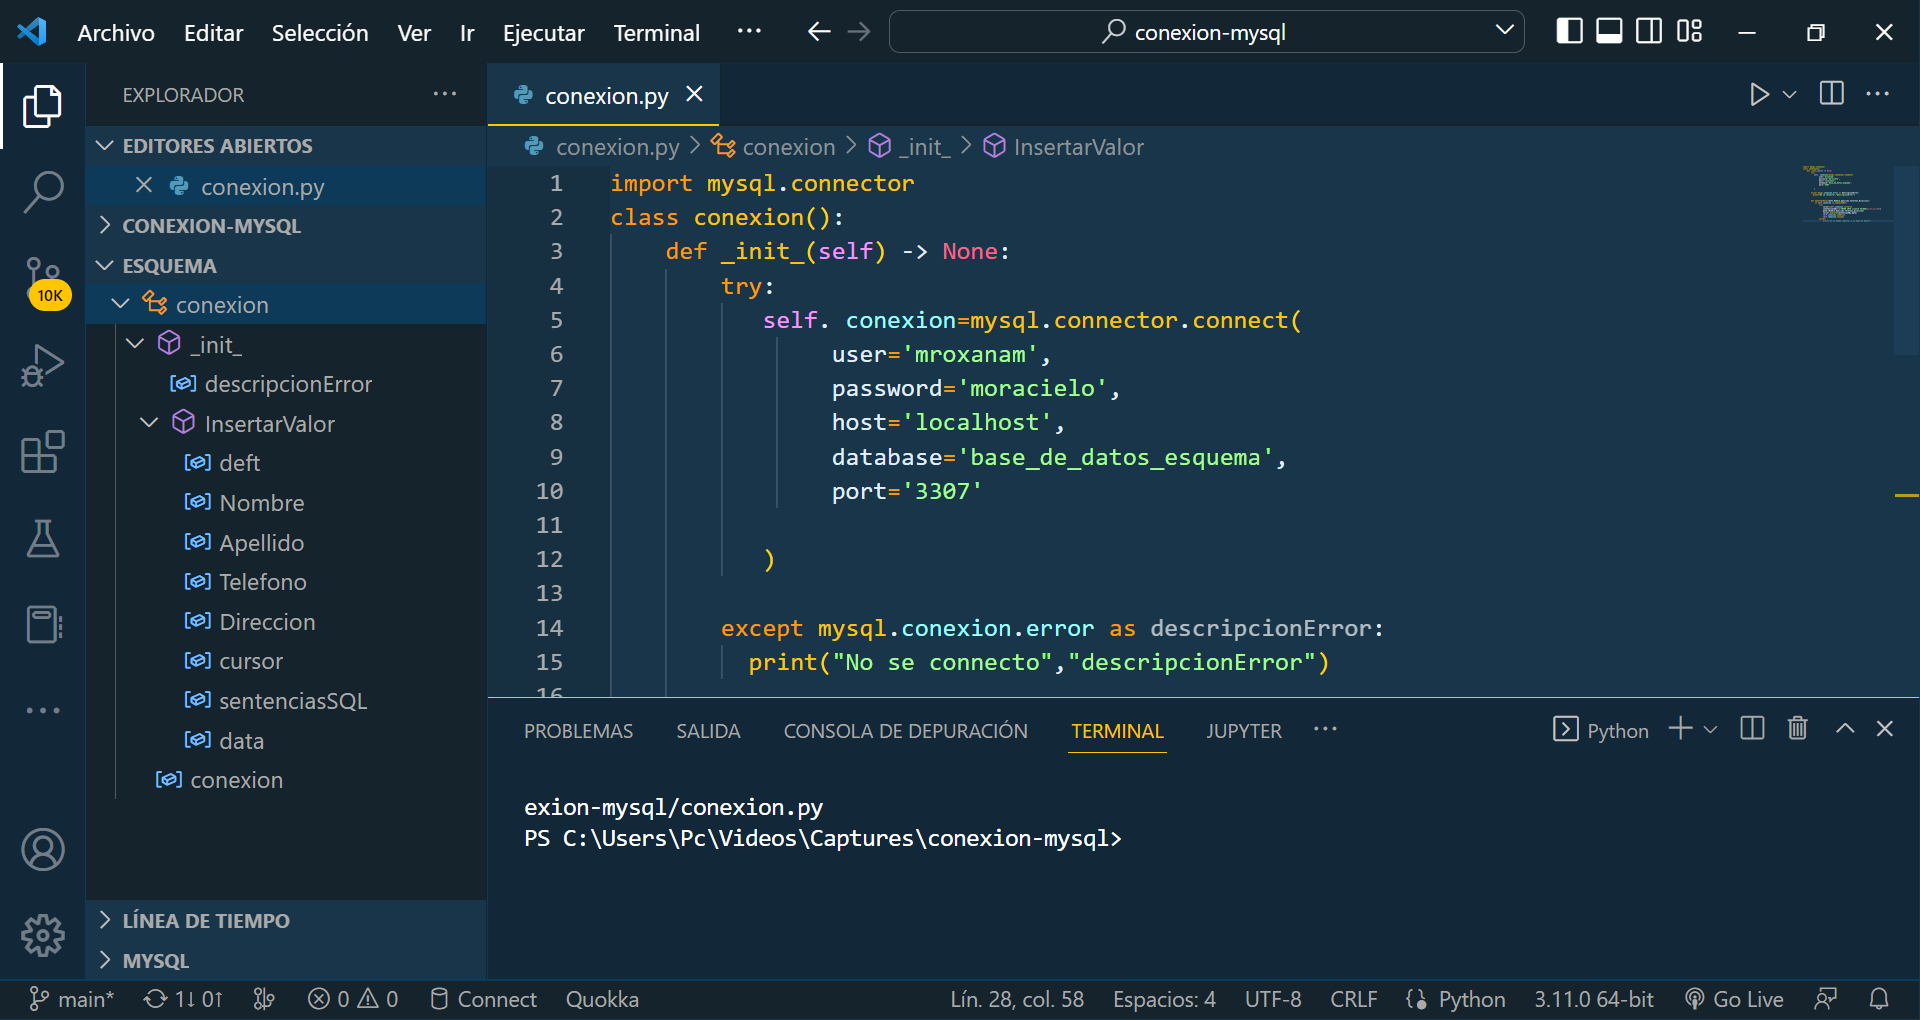 Archivo Editar Selección Ver Ir Ejecutar Terminal ··· conexion-mysql
EXPLORADOR ···
EDITORES ABIERTOS
conexion.py
CONEXION-MYSQL
ESQUEMA
conexion
_init_
descripcionError
InsertarValor
deft
Nombre
Apellido
Telefono
Direccion
cursor
sentenciasSQL
data
conexion
LÍNEA DE TIEMPO
MYSQL
10K
conexion.py
conexion.py > conexion > _init_ > InsertarValor
1 import mysql.connector
2 class conexion():
3 def _init_(self) -> None:
4 try:
5 self. conexion=mysql.connector.connect(
6 user='mroxanam',
7 password='moracielo',
8 host='localhost',
9 database='base_de_datos_esquema',
10 port='3307'
11
12 )
13
14 except mysql.conexion.error as descripcionError:
15 print("No se connecto","descripcionError")
16
PROBLEMAS SALIDA CONSOLA DE DEPURACIÓN TERMINAL JUPYTER ··· Python
exion-mysql/conexion.py
PS C:\Users\Pc\Videos\Captures\conexion-mysql>
main* 1↓ 0↑ 0 0 Connect Quokka Lín. 28, col. 58 Espacios: 4 UTF-8 CRLF Python 3.11.0 64-bit Go Live